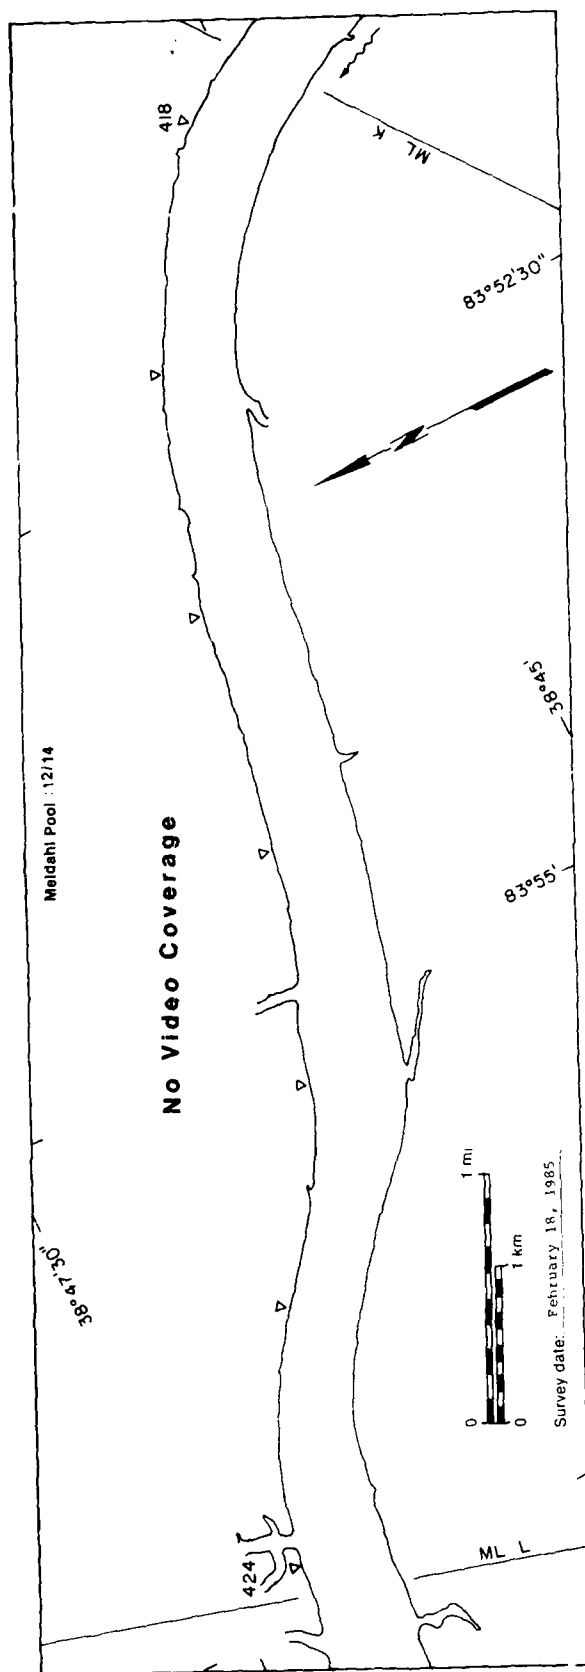 Meldahl Pool : 12/14
No Video Coverage
38°47'30"
418
424
ML K
83°52'30"
N
38°45'
83°55'
ML L
0 1 mi
0 1 km
Survey date: February 18, 1985